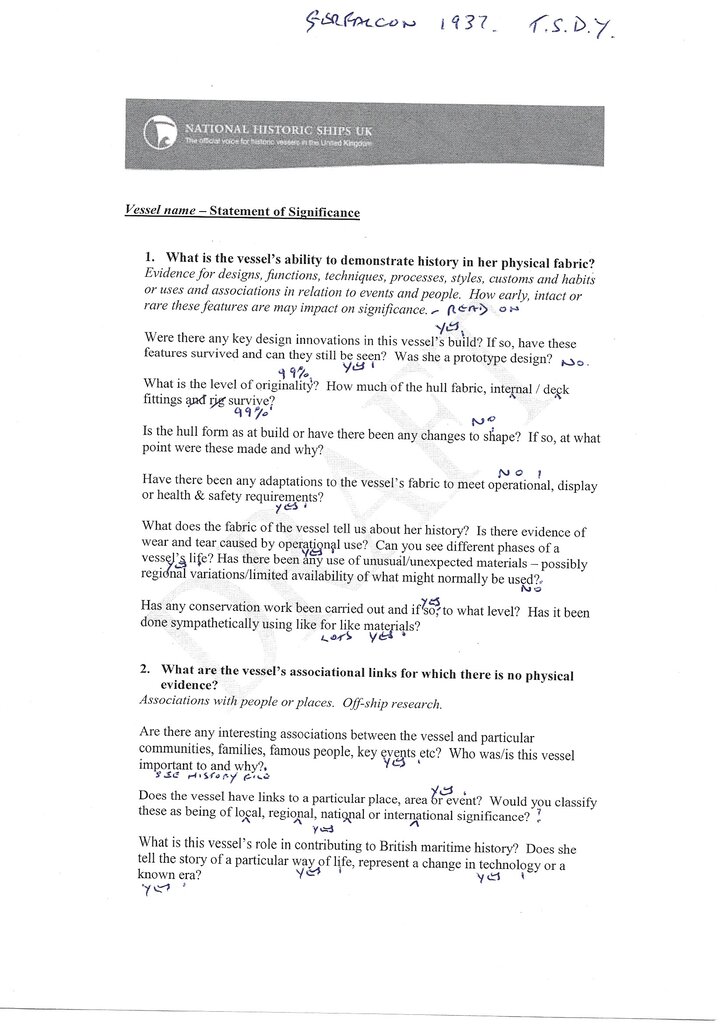 GERFALCON 1937. T.S.D.Y.
NATIONAL HISTORIC SHIPS UK
The official voice for historic vessels in the United Kingdom
Vessel name – Statement of Significance
1. What is the vessel's ability to demonstrate history in her physical fabric?
Evidence for designs, functions, techniques, processes, styles, customs and habits
or uses and associations in relation to events and people. How early, intact or
rare these features are may impact on significance. – READ ON
YES.
Were there any key design innovations in this vessel's build? If so, have these
features survived and can they still be seen? Was she a prototype design? NO.
YES!
99%
What is the level of originality? How much of the hull fabric, internal / deck
fittings and rig survive?
99%
NO
Is the hull form as at build or have there been any changes to shape? If so, at what
point were these made and why?
NO!
Have there been any adaptations to the vessel's fabric to meet operational, display
or health & safety requirements?
YES!
What does the fabric of the vessel tell us about her history? Is there evidence of
wear and tear caused by operational use? Can you see different phases of a
YES!
vessel's life? Has there been any use of unusual/unexpected materials – possibly
YES
regional variations/limited availability of what might normally be used?
NO
YES
Has any conservation work been carried out and if so, to what level? Has it been
done sympathetically using like for like materials?
LOTS YES!
2. What are the vessel's associational links for which there is no physical
evidence?
Associations with people or places. Off-ship research.
Are there any interesting associations between the vessel and particular
communities, families, famous people, key events etc? Who was/is this vessel
YES!
important to and why?
SEE HISTORY FILE
YES!
Does the vessel have links to a particular place, area or event? Would you classify
these as being of local, regional, national or international significance? ?
YES
What is this vessel's role in contributing to British maritime history? Does she
tell the story of a particular way of life, represent a change in technology or a
YES! YES!
known era?
YES!
DRAFT